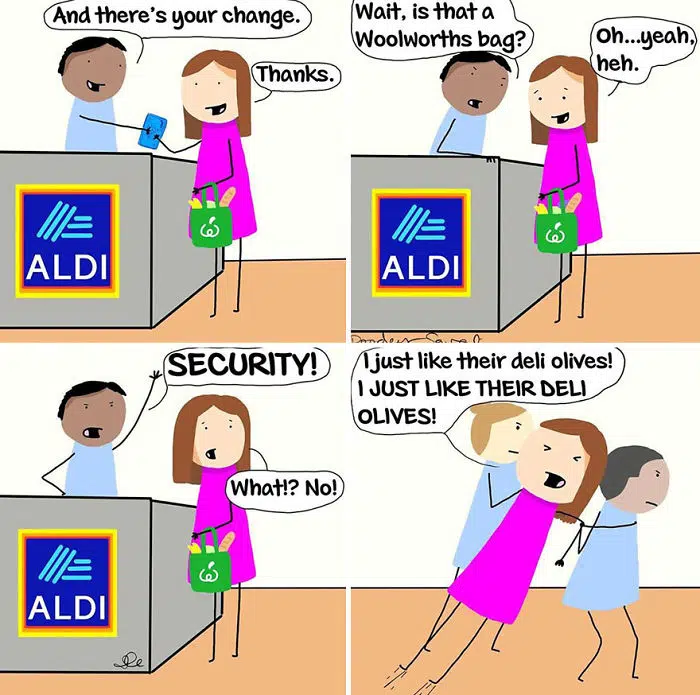 And there's your change.
Thanks.
ALDI
Wait, is that a
Woolworths bag?
Oh...yeah,
heh.
ALDI
SECURITY!
What!? No!
ALDI
I just like their deli olives!
I JUST LIKE THEIR DELI
OLIVES!